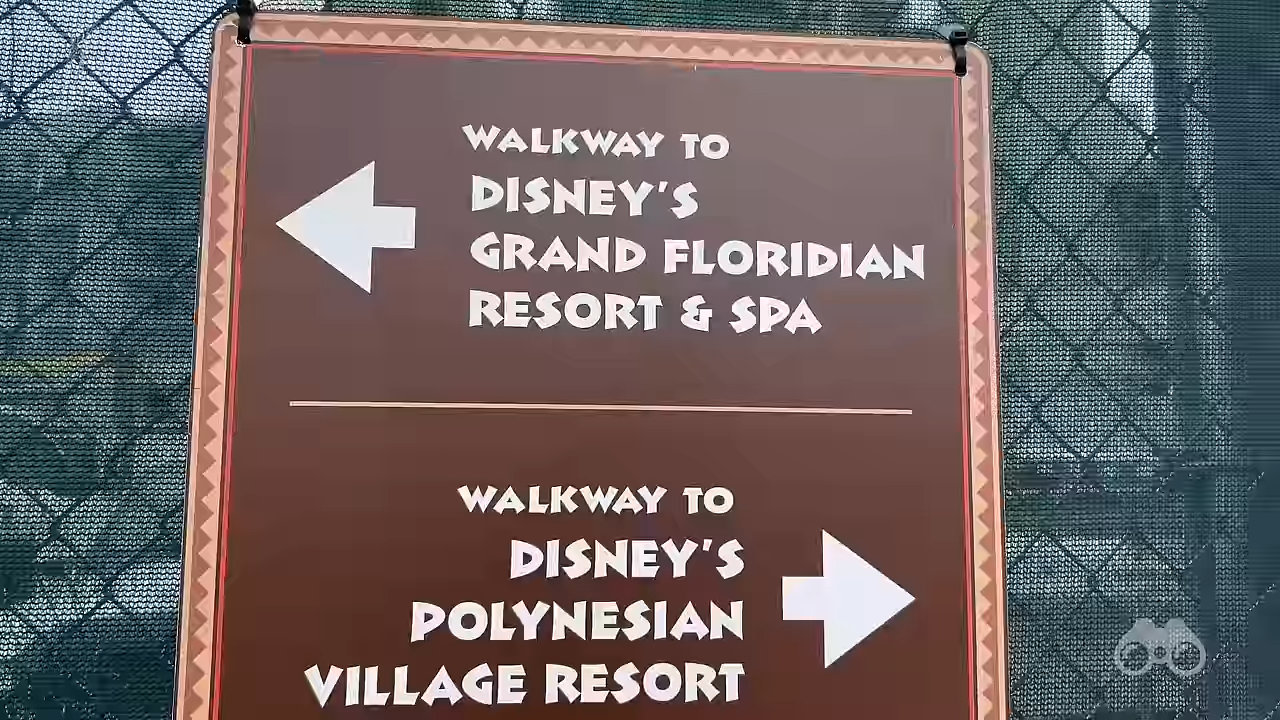 WALKWAY TO
DISNEY'S
GRAND FLORIDIAN
RESORT & SPA
WALKWAY TO
DISNEY'S
POLYNESIAN
VILLAGE RESORT